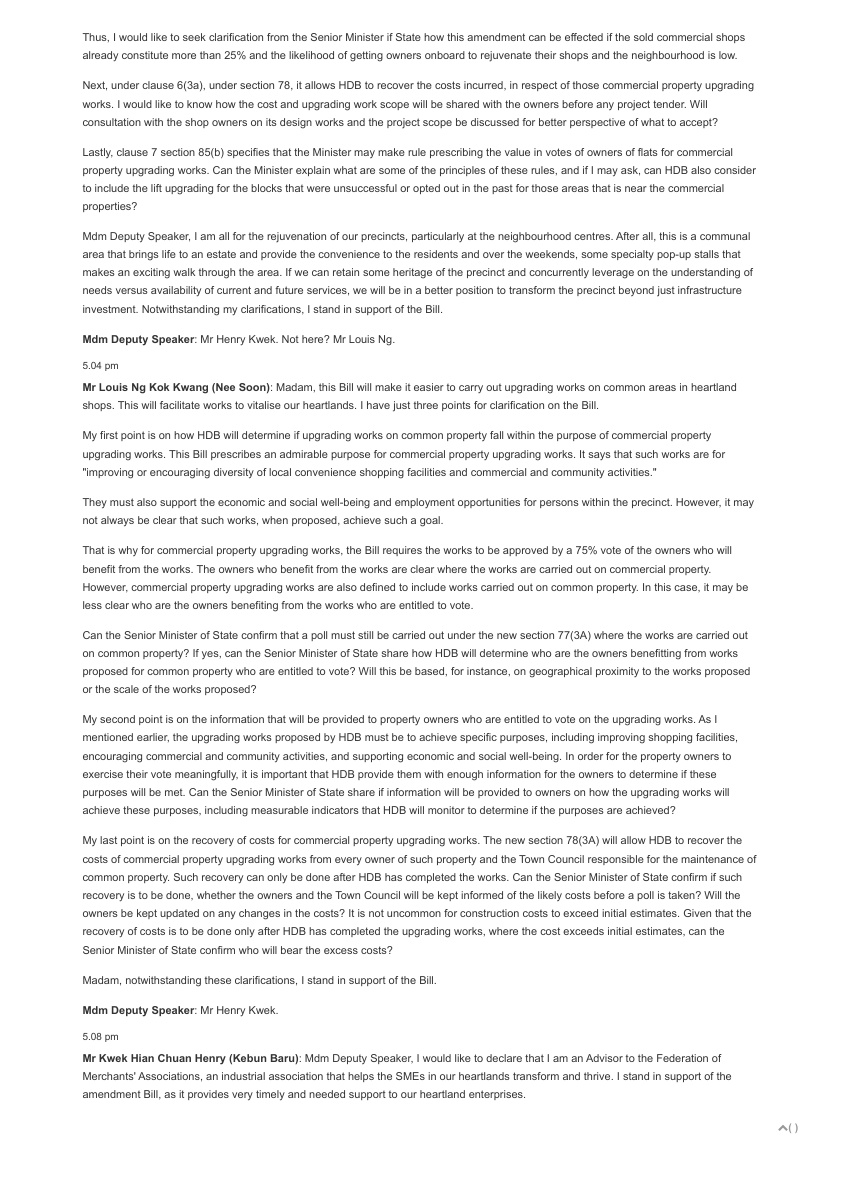 Thus, I would like to seek clarification from the Senior Minister if State how this amendment can be effected if the sold commercial shops
already constitute more than 25% and the likelihood of getting owners onboard to rejuvenate their shops and the neighbourhood is low.
Next, under clause 6(3a), under section 78, it allows HDB to recover the costs incurred, in respect of those commercial property upgrading
works. I would like to know how the cost and upgrading work scope will be shared with the owners before any project tender. Will
consultation with the shop owners on its design works and the project scope be discussed for better perspective of what to accept?
Lastly, clause 7 section 85(b) specifies that the Minister may make rule prescribing the value in votes of owners of flats for commercial
property upgrading works. Can the Minister explain what are some of the principles of these rules, and if I may ask, can HDB also consider
to include the lift upgrading for the blocks that were unsuccessful or opted out in the past for those areas that is near the commercial
properties?
Mdm Deputy Speaker, I am all for the rejuvenation of our precincts, particularly at the neighbourhood centres. After all, this is a communal
area that brings life to an estate and provide the convenience to the residents and over the weekends, some specialty pop-up stalls that
makes an exciting walk through the area. If we can retain some heritage of the precinct and concurrently leverage on the understanding of
needs versus availability of current and future services, we will be in a better position to transform the precinct beyond just infrastructure
investment. Notwithstanding my clarifications, I stand in support of the Bill.
Mdm Deputy Speaker: Mr Henry Kwek. Not here? Mr Louis Ng.
5.04 pm
Mr Louis Ng Kok Kwang (Nee Soon): Madam, this Bill will make it easier to carry out upgrading works on common areas in heartland
shops. This will facilitate works to vitalise our heartlands. I have just three points for clarification on the Bill.
My first point is on how HDB will determine if upgrading works on common property fall within the purpose of commercial property
upgrading works. This Bill prescribes an admirable purpose for commercial property upgrading works. It says that such works are for
"improving or encouraging diversity of local convenience shopping facilities and commercial and community activities."
They must also support the economic and social well-being and employment opportunities for persons within the precinct. However, it may
not always be clear that such works, when proposed, achieve such a goal.
That is why for commercial property upgrading works, the Bill requires the works to be approved by a 75% vote of the owners who will
benefit from the works. The owners who benefit from the works are clear where the works are carried out on commercial property.
However, commercial property upgrading works are also defined to include works carried out on common property. In this case, it may be
less clear who are the owners benefiting from the works who are entitled to vote.
Can the Senior Minister of State confirm that a poll must still be carried out under the new section 77(3A) where the works are carried out
on common property? If yes, can the Senior Minister of State share how HDB will determine who are the owners benefitting from works
proposed for common property who are entitled to vote? Will this be based, for instance, on geographical proximity to the works proposed
or the scale of the works proposed?
My second point is on the information that will be provided to property owners who are entitled to vote on the upgrading works. As I
mentioned earlier, the upgrading works proposed by HDB must be to achieve specific purposes, including improving shopping facilities,
encouraging commercial and community activities, and supporting economic and social well-being. In order for the property owners to
exercise their vote meaningfully, it is important that HDB provide them with enough information for the owners to determine if these
purposes will be met. Can the Senior Minister of State share if information will be provided to owners on how the upgrading works will
achieve these purposes, including measurable indicators that HDB will monitor to determine if the purposes are achieved?
My last point is on the recovery of costs for commercial property upgrading works. The new section 78(3A) will allow HDB to recover the
costs of commercial property upgrading works from every owner of such property and the Town Council responsible for the maintenance of
common property. Such recovery can only be done after HDB has completed the works. Can the Senior Minister of State confirm if such
recovery is to be done, whether the owners and the Town Council will be kept informed of the likely costs before a poll is taken? Will the
owners be kept updated on any changes in the costs? It is not uncommon for construction costs to exceed initial estimates. Given that the
recovery of costs is to be done only after HDB has completed the upgrading works, where the cost exceeds initial estimates, can the
Senior Minister of State confirm who will bear the excess costs?
Madam, notwithstanding these clarifications, I stand in support of the Bill.
Mdm Deputy Speaker: Mr Henry Kwek.
5.08 pm
Mr Kwek Hian Chuan Henry (Kebun Baru): Mdm Deputy Speaker, I would like to declare that I am an Advisor to the Federation of
Merchants' Associations, an industrial association that helps the SMEs in our heartlands transform and thrive. I stand in support of the
amendment Bill, as it provides very timely and needed support to our heartland enterprises.
( )